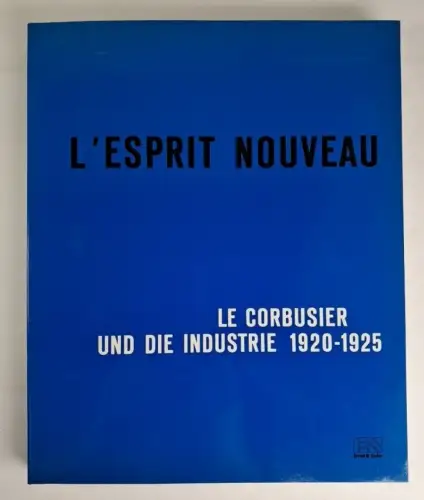 L'ESPRIT NOUVEAU
LE CORBUSIER
UND DIE INDUSTRIE 1920-1925